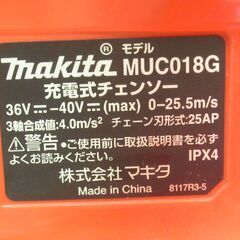 モデル
makita® MUC018G
充電式チェンソー
36V⎓-40V⎓(max) 0-25.5m/s
3軸合成値:4.0m/s² チェーン刃形式:25AP
⚠警告・ご使用前に取扱説明書を必ず
よくお読みください。 IPX4
株式会社マキタ
Made in China 8117R3-5